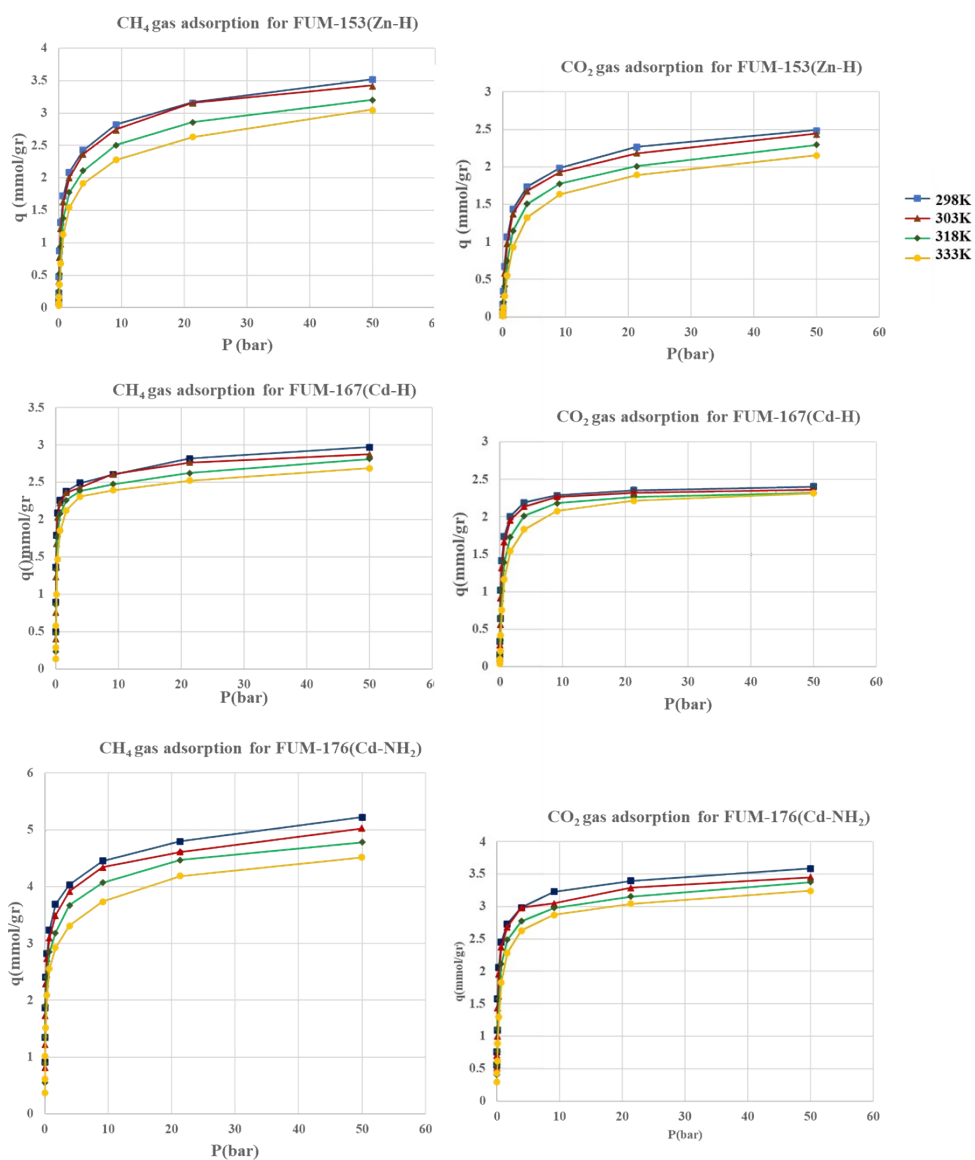 CH₄ gas adsorption for FUM-153(Zn-H)
4
3.5
3
2.5
2
1.5
1
0.5
0
q (mmol/gr)
0 10 20 30 40 50 6
P (bar)
CO₂ gas adsorption for FUM-153(Zn-H)
3
2.5
2
1.5
1
0.5
0
q (mmol/gr)
0 10 20 30 40 50 60
P(bar)
298K
303K
318K
333K
CH₄ gas adsorption for FUM-167(Cd-H)
3.5
3
2.5
2
1.5
1
0.5
0
q()mmol/gr
0 10 20 30 40 50 60
P(bar)
CO₂ gas adsorption for FUM-167(Cd-H)
3
2.5
2
1.5
1
0.5
0
q(mmol/gr)
0 10 20 30 40 50 60
P(bar)
CH₄ gas adsorption for FUM-176(Cd-NH₂)
6
5
4
3
2
1
0
q(mmol/gr)
0 10 20 30 40 50 60
P(bar)
CO₂ gas adsorption for FUM-176(Cd-NH₂)
4
3.5
3
2.5
2
1.5
1
0.5
0
q(mmol/gr)
0 10 20 30 40 50 60
P(bar)